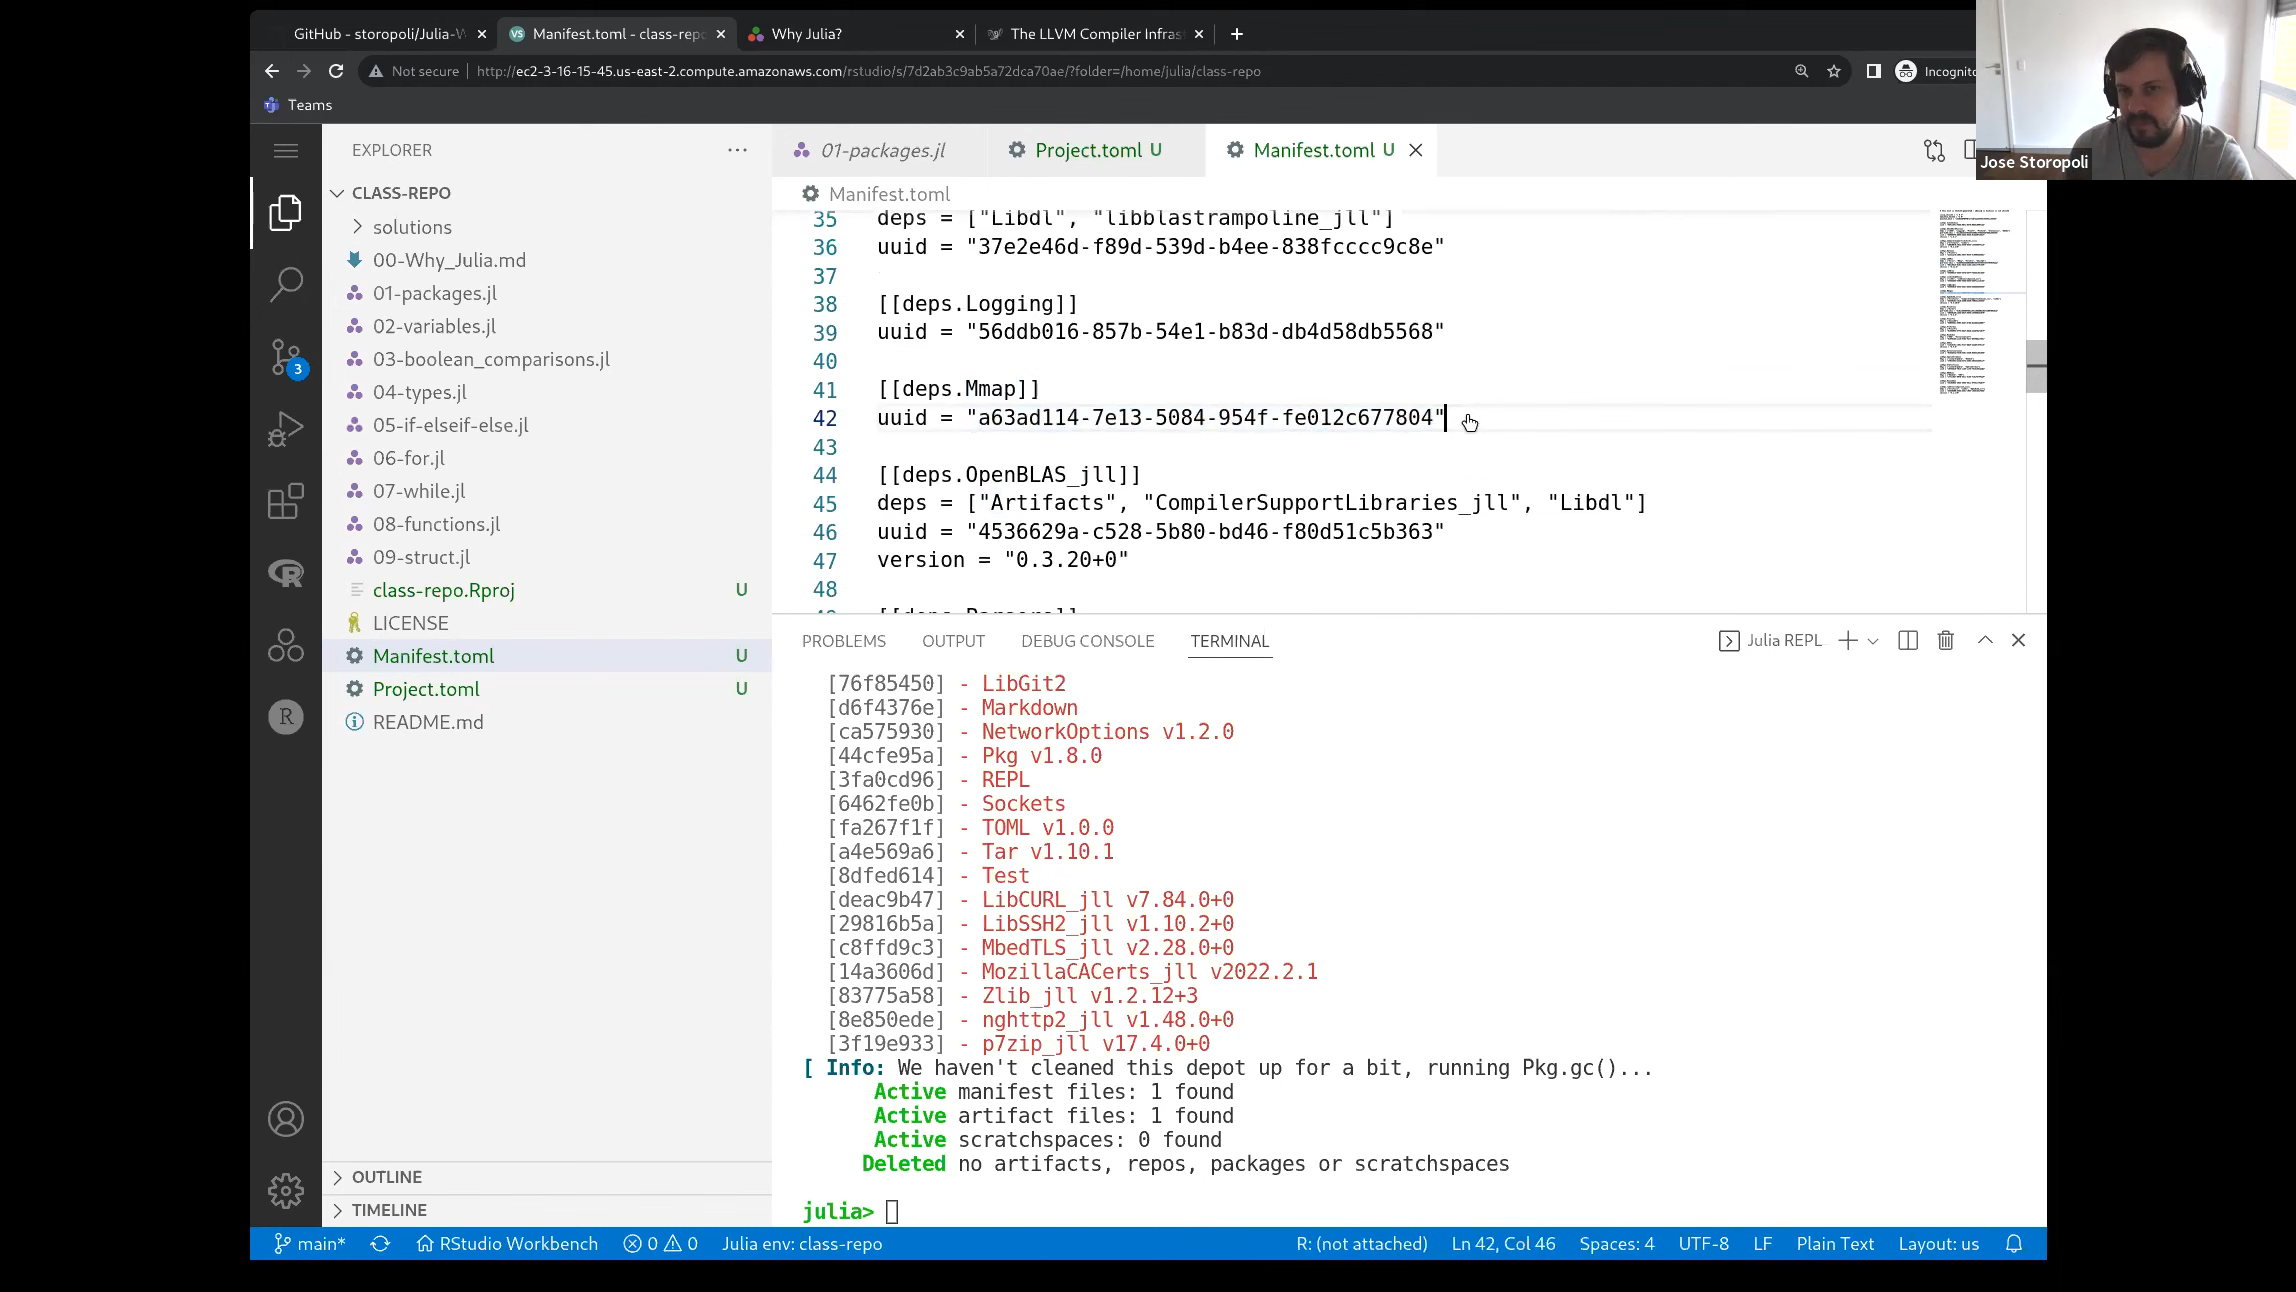 GitHub - storopoli/Julia-W
Manifest.toml - class-repo
Why Julia?
The LLVM Compiler Infras
Not secure
http://ec2-3-16-15-45.us-east-2.compute.amazonaws.com/rstudio/s/7d2ab3c9ab5a72dca70ae/?folder=/home/julia/class-repo
Incognito
Teams
Jose Storopoli
EXPLORER
CLASS-REPO
solutions
00-Why_Julia.md
01-packages.jl
02-variables.jl
03-boolean_comparisons.jl
3
04-types.jl
05-if-elseif-else.jl
06-for.jl
07-while.jl
08-functions.jl
09-struct.jl
class-repo.Rproj U
LICENSE
Manifest.toml U
Project.toml U
README.md
OUTLINE
TIMELINE
01-packages.jl
Project.toml U
Manifest.toml U
Manifest.toml
35 deps = ["Libdl", "libblastrampoline_jll"]
36 uuid = "37e2e46d-f89d-539d-b4ee-838fcccc9c8e"
37
38 [[deps.Logging]]
39 uuid = "56ddb016-857b-54e1-b83d-db4d58db5568"
40
41 [[deps.Mmap]]
42 uuid = "a63ad114-7e13-5084-954f-fe012c677804"
43
44 [[deps.OpenBLAS_jll]]
45 deps = ["Artifacts", "CompilerSupportLibraries_jll", "Libdl"]
46 uuid = "4536629a-c528-5b80-bd46-f80d51c5b363"
47 version = "0.3.20+0"
48
PROBLEMS OUTPUT DEBUG CONSOLE TERMINAL
Julia REPL
[76f85450] - LibGit2
[d6f4376e] - Markdown
[ca575930] - NetworkOptions v1.2.0
[44cfe95a] - Pkg v1.8.0
[3fa0cd96] - REPL
[6462fe0b] - Sockets
[fa267f1f] - TOML v1.0.0
[a4e569a6] - Tar v1.10.1
[8dfed614] - Test
[deac9b47] - LibCURL_jll v7.84.0+0
[29816b5a] - LibSSH2_jll v1.10.2+0
[c8ffd9c3] - MbedTLS_jll v2.28.0+0
[14a3606d] - MozillaCACerts_jll v2022.2.1
[83775a58] - Zlib_jll v1.2.12+3
[8e850ede] - nghttp2_jll v1.48.0+0
[3f19e933] - p7zip_jll v17.4.0+0
[ Info: We haven't cleaned this depot up for a bit, running Pkg.gc()...
Active manifest files: 1 found
Active artifact files: 1 found
Active scratchspaces: 0 found
Deleted no artifacts, repos, packages or scratchspaces
julia>
main* RStudio Workbench 0 0 Julia env: class-repo R: (not attached) Ln 42, Col 46 Spaces: 4 UTF-8 LF Plain Text Layout: us